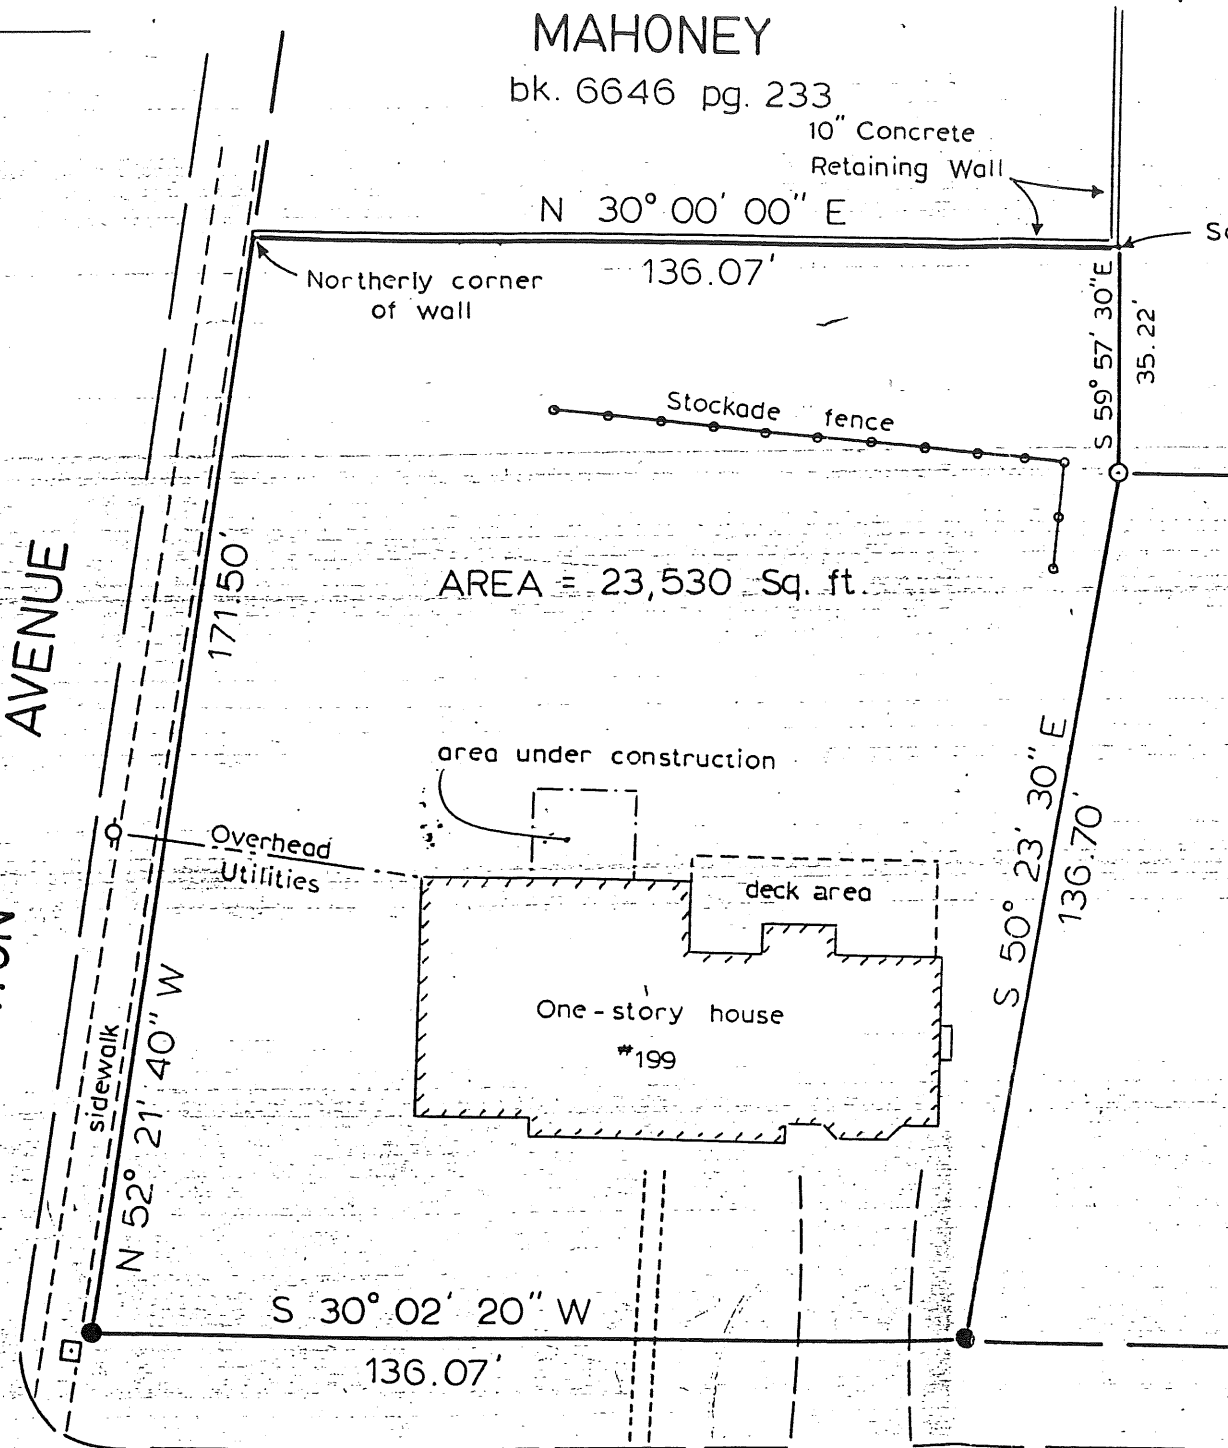 MAHONEY
bk. 6646 pg. 233
10" Concrete
Retaining Wall
N 30° 00' 00" E
136.07'
Northerly corner
of wall
S 59° 57' 30" E
35.22'
Stockade fence
AVENUE
171.50'
AREA = 23,530 Sq. ft.
area under construction
Overhead
Utilities
deck area
S 50° 23' 30" E
136.70'
One-story house
#199
sidewalk
N 52° 21' 40" W
S 30° 02' 20" W
136.07'